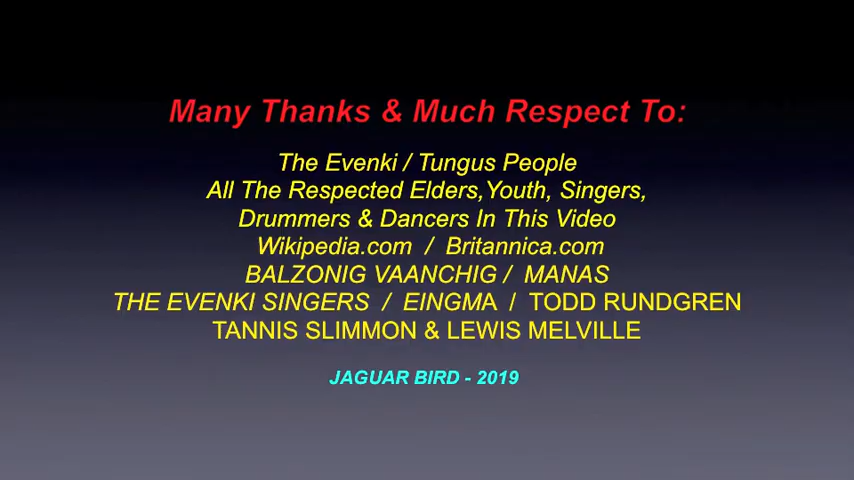 Many Thanks & Much Respect To:
The Evenki / Tungus People
All The Respected Elders,Youth, Singers,
Drummers & Dancers In This Video
Wikipedia.com / Britannica.com
BALZONIG VAANCHIG / MANAS
THE EVENKI SINGERS / EINGMA / TODD RUNDGREN
TANNIS SLIMMON & LEWIS MELVILLE
JAGUAR BIRD - 2019